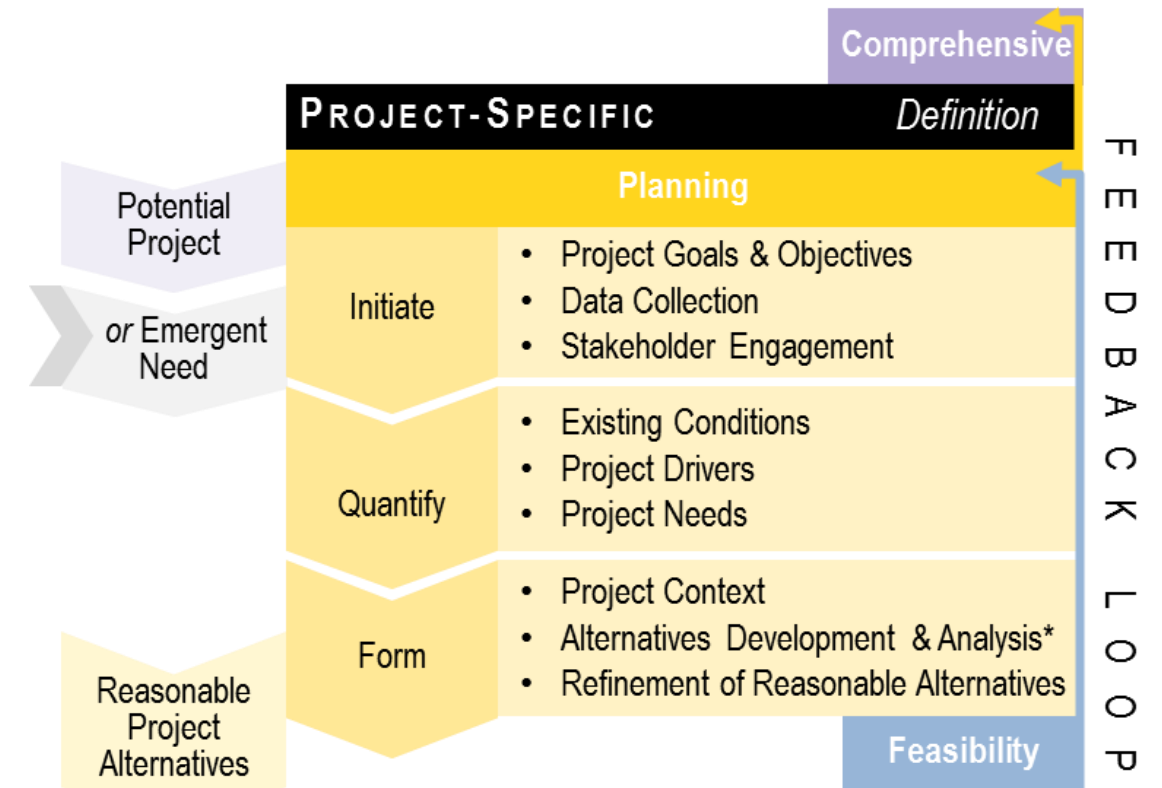 Comprehensive
PROJECT-SPECIFIC Definition
Planning
Potential
Project
or Emergent
Need
Initiate
• Project Goals & Objectives
• Data Collection
• Stakeholder Engagement
Quantify
• Existing Conditions
• Project Drivers
• Project Needs
Form
• Project Context
• Alternatives Development & Analysis*
• Refinement of Reasonable Alternatives
Reasonable
Project
Alternatives
Feasibility
FEEDBACK LOOP